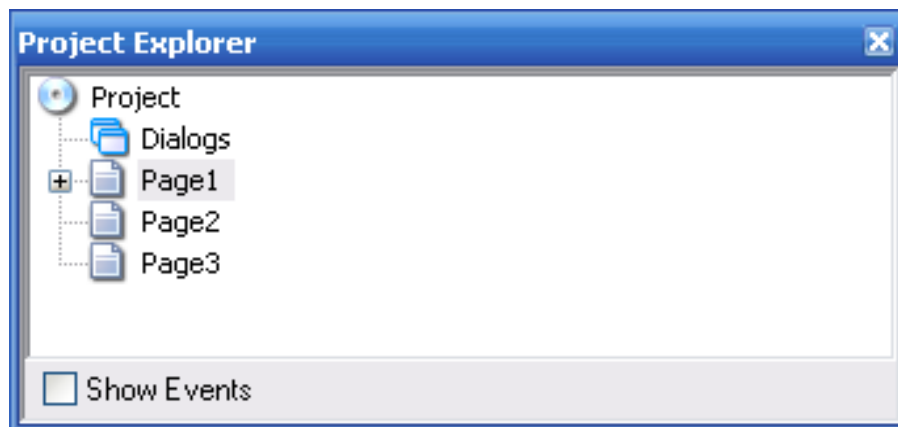 Project Explorer
Project
Dialogs
Page1
Page2
Page3
Show Events